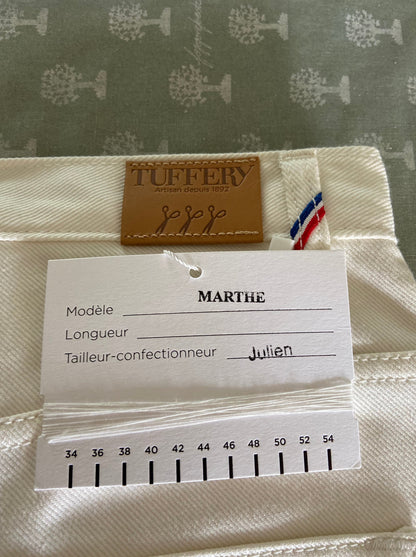 TUFFERY
Artisan depuis 1892
Modèle MARTHE
Longueur
Tailleur-confectionneur Julien
34 36 38 40 42 44 46 48 50 52 54